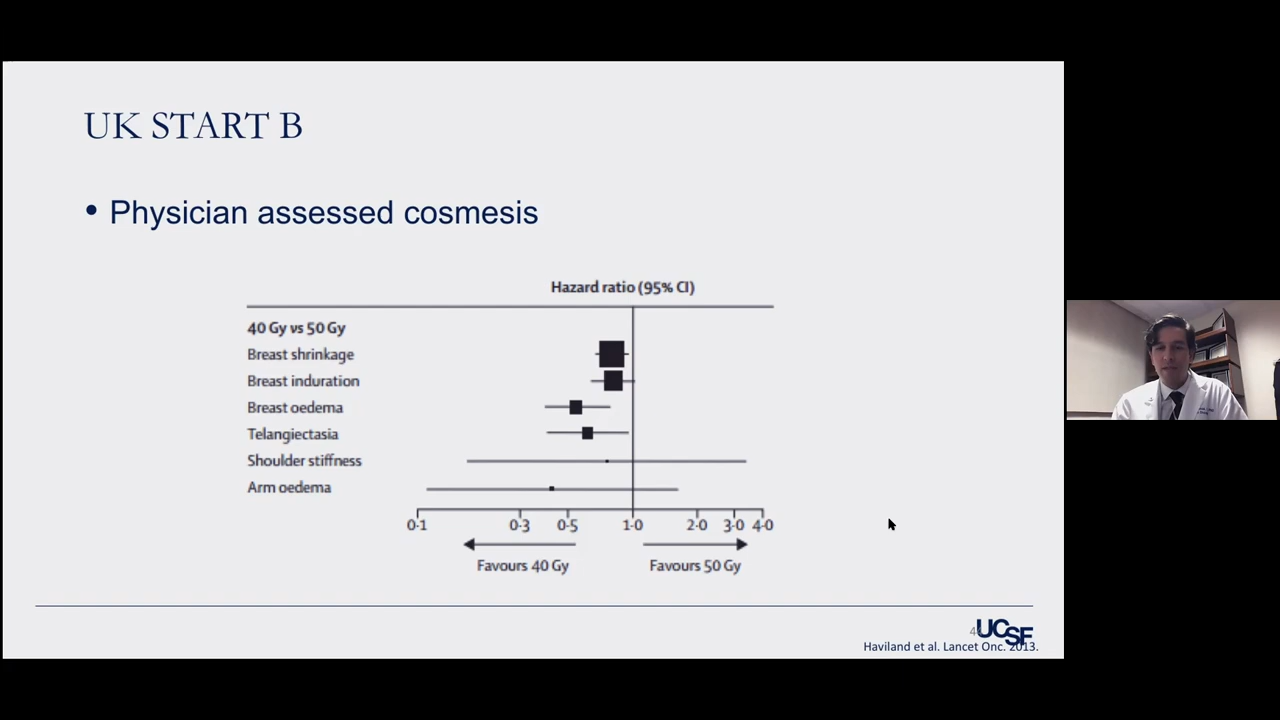 UK START B
• Physician assessed cosmesis
Hazard ratio (95% CI)
40 Gy vs 50 Gy
Breast shrinkage
Breast induration
Breast oedema
Telangiectasia
Shoulder stiffness
Arm oedema
0·1 0·3 0·5 1·0 2·0 3·0 4·0
Favours 40 Gy Favours 50 Gy
UCSF
Haviland et al. Lancet Onc. 2013.